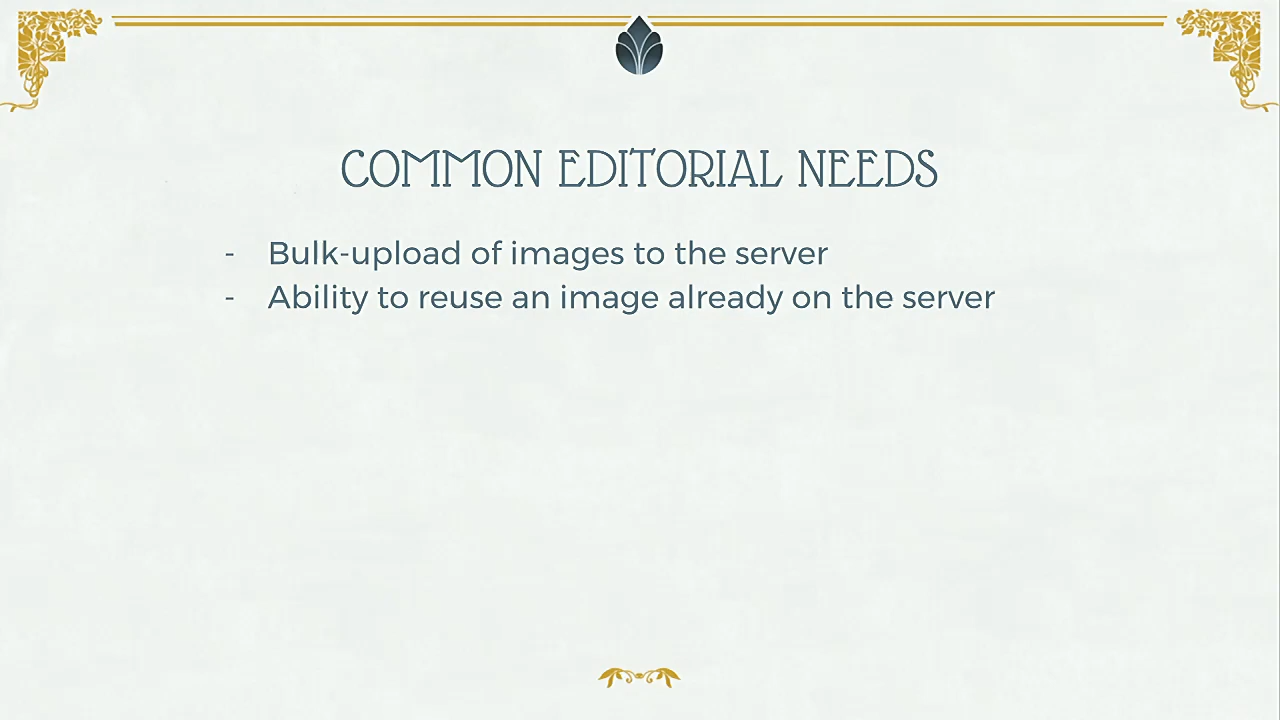 COMMON EDITORIAL NEEDS
- Bulk-upload of images to the server
- Ability to reuse an image already on the server